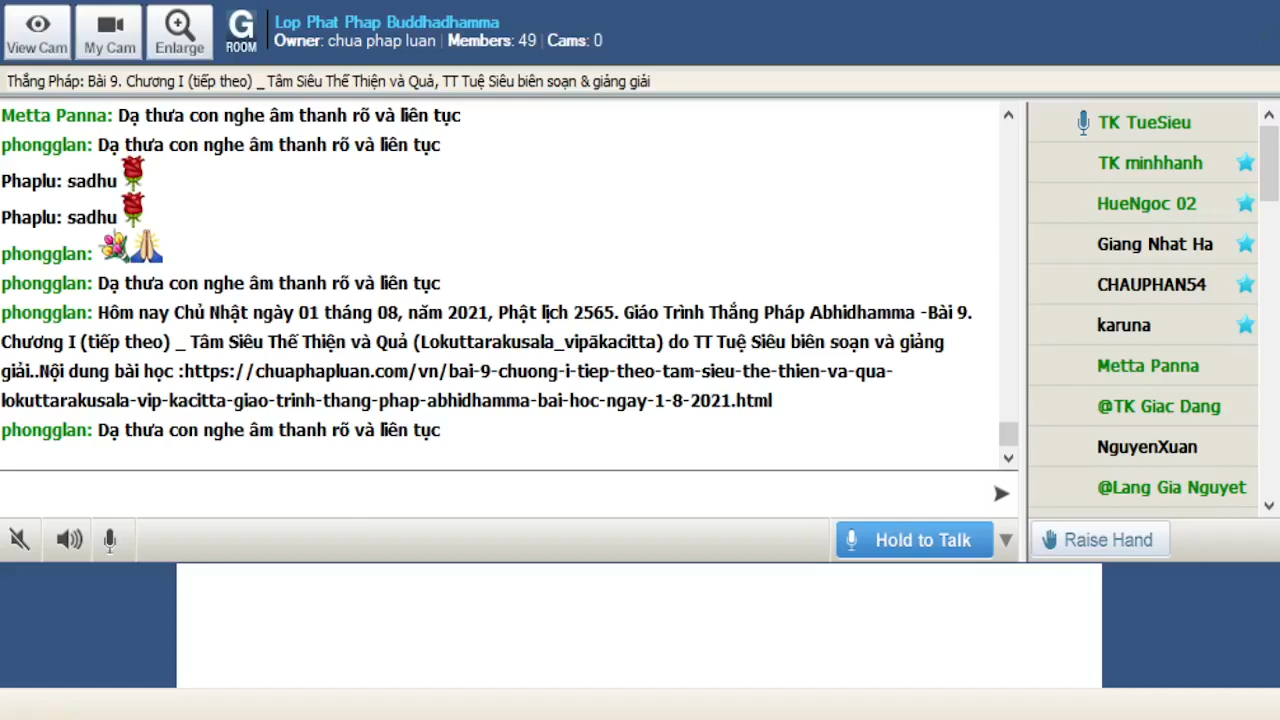 Lop Phat Phap Buddhadhamma
View Cam
My Cam
Enlarge
G
ROOM
Owner: chua phap luan | Members: 49 | Cams: 0
Thắng Pháp: Bài 9. Chương I (tiếp theo) _ Tâm Siêu Thế Thiện và Quả, TT Tuệ Siêu biên soạn & giảng giải
Metta Panna: Dạ thưa con nghe âm thanh rõ và liên tục
phongglan: Dạ thưa con nghe âm thanh rõ và liên tục
Phaplu: sadhu
Phaplu: sadhu
phongglan:
phongglan: Dạ thưa con nghe âm thanh rõ và liên tục
phongglan: Hôm nay Chủ Nhật ngày 01 tháng 08, năm 2021, Phật lịch 2565. Giáo Trình Thắng Pháp Abhidhamma -Bài 9.
Chương I (tiếp theo) _ Tâm Siêu Thế Thiện và Quả (Lokuttarakusala_vipākacitta) do TT Tuệ Siêu biên soạn và giảng
giải..Nội dung bài học :https://chuaphapluan.com/vn/bai-9-chuong-i-tiep-theo-tam-sieu-the-thien-va-qua-
lokuttarakusala-vip-kacitta-giao-trinh-thang-phap-abhidhamma-bai-hoc-ngay-1-8-2021.html
phongglan: Dạ thưa con nghe âm thanh rõ và liên tục
TK TueSieu
TK minhhanh
HueNgoc 02
Giang Nhat Ha
CHAUPHAN54
karuna
Metta Panna
@TK Giac Dang
NguyenXuan
@Lang Gia Nguyet
Hold to Talk
Raise Hand